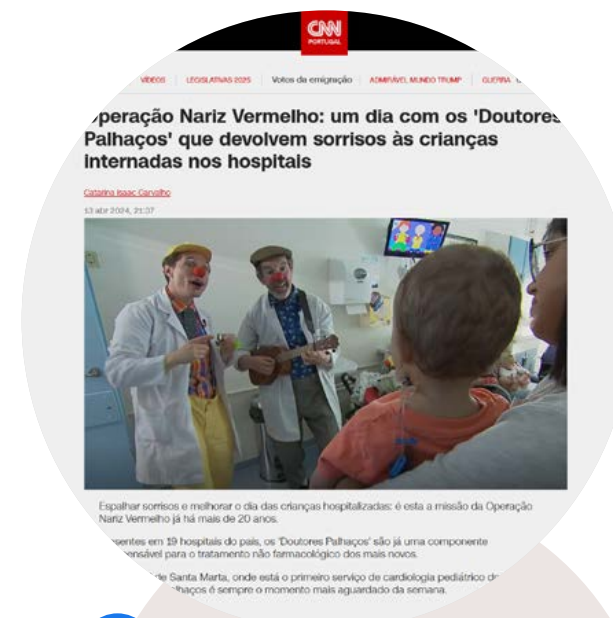 CNN
PORTUGAL
VÍDEOS LEGISLATIVAS 2025 Votos da emigração ADMIRÁVEL MUNDO TRUMP GUERRA
Operação Nariz Vermelho: um dia com os 'Doutores
Palhaços' que devolvem sorrisos às crianças
internadas nos hospitais
Catarina Isaac Carvalho
13 abr 2024, 21:37
Espalhar sorrisos e melhorar o dia das crianças hospitalizadas: é esta a missão da Operação
Nariz Vermelho já há mais de 20 anos.
sentes em 19 hospitais do país, os 'Doutores Palhaços' são já uma componente
pensável para o tratamento não farmacológico dos mais novos.
de Santa Marta, onde está o primeiro serviço de cardiologia pediátrico d
lhaços é sempre o momento mais aguardado da semana.